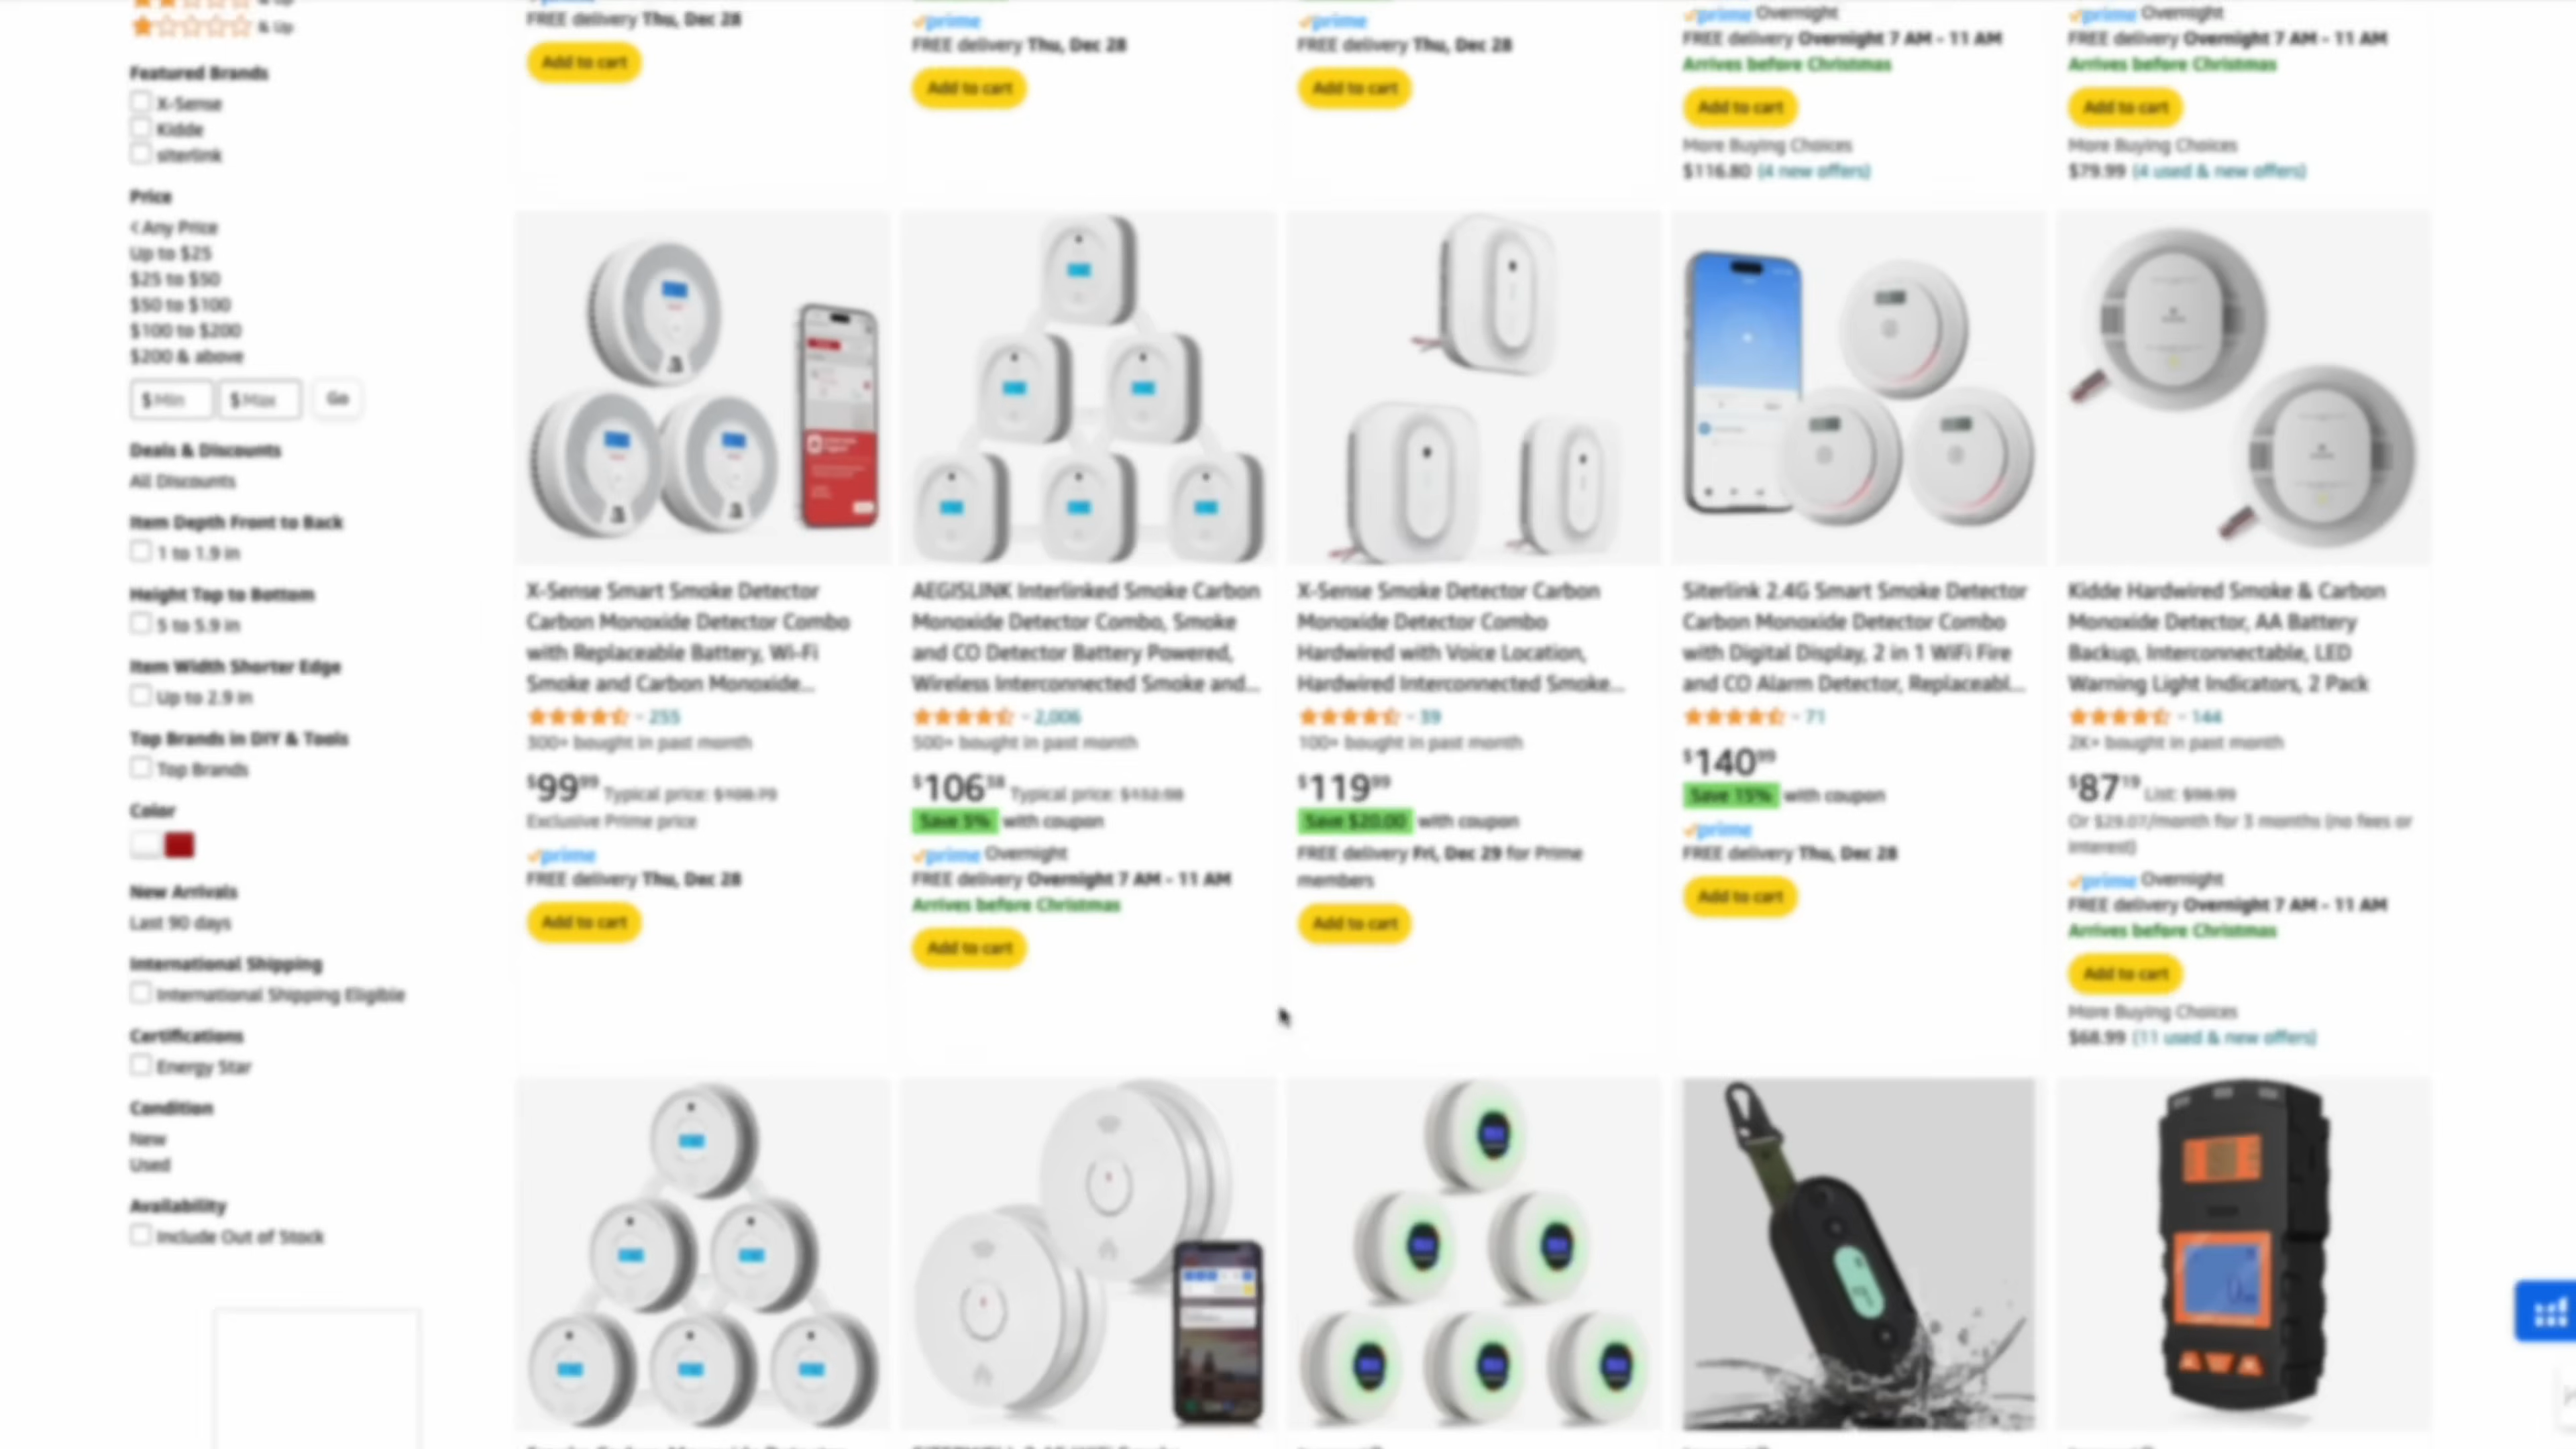 & Up
& Up
Featured Brands
X-Sense
Kidde
siterlink
Price
< Any Price
Up to $25
$25 to $50
$50 to $100
$100 to $200
$200 & above
$ Min $ Max Go
Deals & Discounts
All Discounts
Item Depth Front to Back
1 to 1.9 in
Height Top to Bottom
5 to 5.9 in
Item Width Shorter Edge
Up to 2.9 in
Top Brands in DIY & Tools
Top Brands
Color
New Arrivals
Last 90 days
International Shipping
International Shipping Eligible
Certifications
Energy Star
Condition
New
Used
Availability
Include Out of Stock
FREE delivery Thu, Dec 28
Add to cart
prime
FREE delivery Thu, Dec 28
Add to cart
prime
FREE delivery Thu, Dec 28
Add to cart
prime Overnight
FREE delivery Overnight 7 AM - 11 AM
Arrives before Christmas
Add to cart
More Buying Choices
$116.80 (4 new offers)
prime Overnight
FREE delivery Overnight 7 AM - 11 AM
Arrives before Christmas
Add to cart
More Buying Choices
$79.99 (4 used & new offers)
X-Sense Smart Smoke Detector
Carbon Monoxide Detector Combo
with Replaceable Battery, Wi-Fi
Smoke and Carbon Monoxide...
255
300+ bought in past month
$99.99 Typical price:
Exclusive Prime price
prime
FREE delivery Thu, Dec 28
Add to cart
AEGISLINK Interlinked Smoke Carbon
Monoxide Detector Combo, Smoke
and CO Detector Battery Powered,
Wireless Interconnected Smoke and...
2,006
500+ bought in past month
$106 Typical price:
Save 5% with coupon
prime Overnight
FREE delivery Overnight 7 AM - 11 AM
Arrives before Christmas
Add to cart
X-Sense Smoke Detector Carbon
Monoxide Detector Combo
Hardwired with Voice Location,
Hardwired Interconnected Smoke...
39
100+ bought in past month
$119.99
Save $20.00 with coupon
FREE delivery Fri, Dec 29 for Prime
members
Add to cart
Siterlink 2.4G Smart Smoke Detector
Carbon Monoxide Detector Combo
with Digital Display, 2 in 1 WiFi Fire
and CO Alarm Detector, Replaceabl...
71
$140.99
Save 15% with coupon
prime
FREE delivery Thu, Dec 28
Add to cart
Kidde Hardwired Smoke & Carbon
Monoxide Detector, AA Battery
Backup, Interconnectable, LED
Warning Light Indicators, 2 Pack
144
2K+ bought in past month
$87.19 List:
Or $29.07/month for 3 months (no fees or
interest)
prime Overnight
FREE delivery Overnight 7 AM - 11 AM
Arrives before Christmas
Add to cart
More Buying Choices
$68.99 (11 used & new offers)